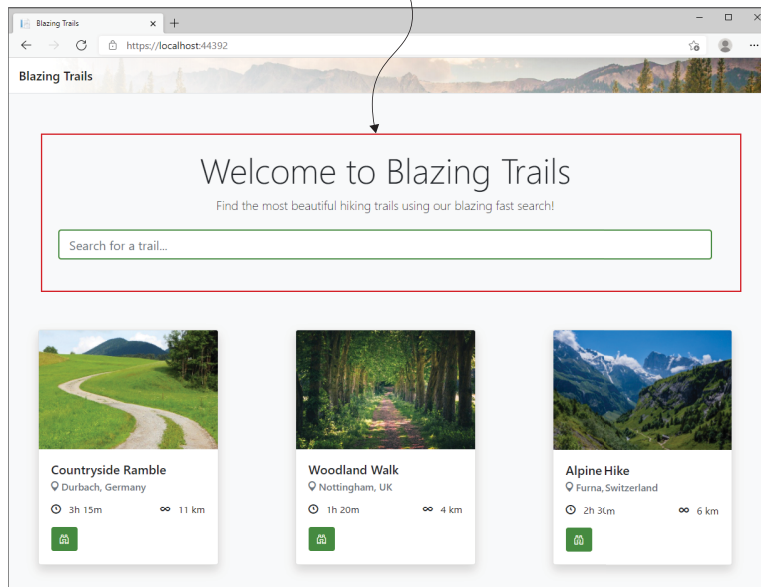 Blazing Trails
https://localhost:44392
Blazing Trails
Welcome to Blazing Trails
Find the most beautiful hiking trails using our blazing fast search!
Search for a trail...
Countryside Ramble
Durbach, Germany
3h 15m 11 km
Woodland Walk
Nottingham, UK
1h 20m 4 km
Alpine Hike
Furna, Switzerland
2h 30m 6 km